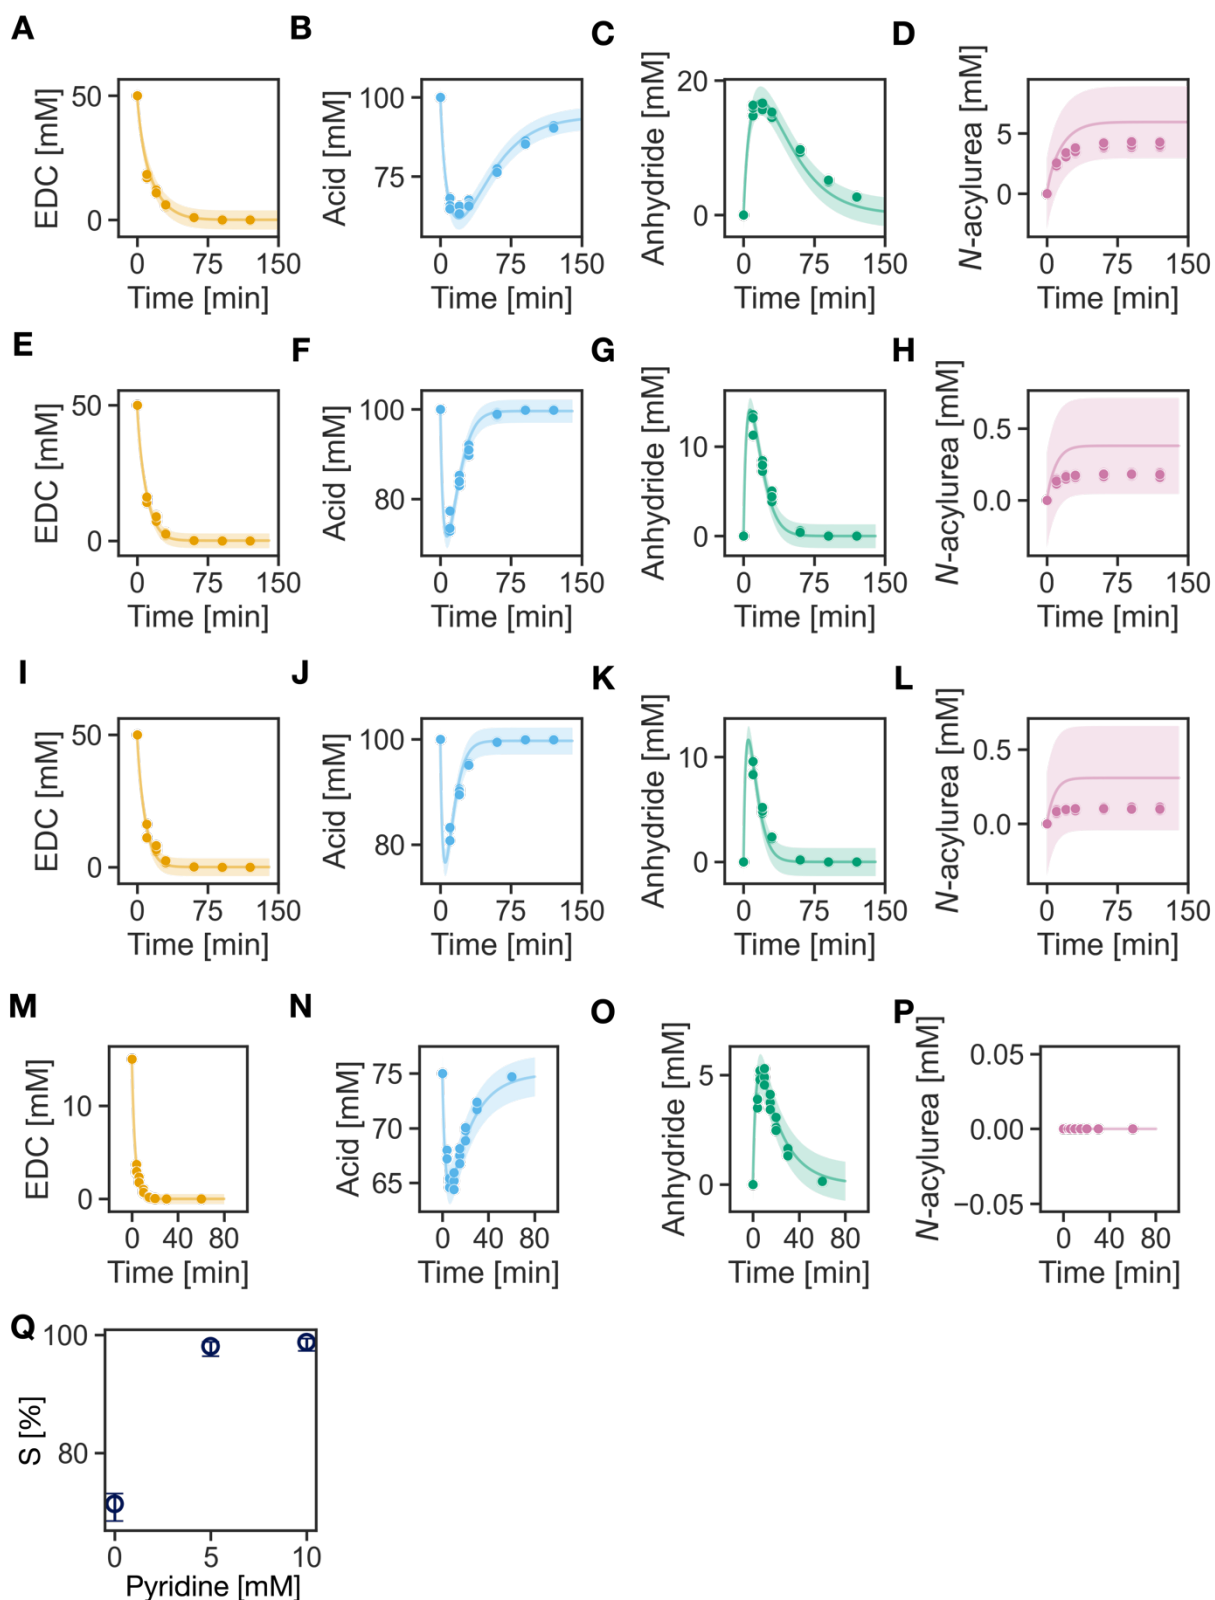 A
B
C
D
EDC [mM]
50
0
0 75 150
Time [min]
Acid [mM]
100
75
0 75 150
Time [min]
Anhydride [mM]
20
0
0 75 150
Time [min]
N-acylurea [mM]
5
0
0 75 150
Time [min]
E
F
G
H
EDC [mM]
50
0
0 75 150
Time [min]
Acid [mM]
100
80
0 75 150
Time [min]
Anhydride [mM]
10
0
0 75 150
Time [min]
N-acylurea [mM]
0.5
0.0
0 75 150
Time [min]
I
J
K
L
EDC [mM]
50
0
0 75 150
Time [min]
Acid [mM]
100
80
0 75 150
Time [min]
Anhydride [mM]
10
0
0 75 150
Time [min]
N-acylurea [mM]
0.5
0.0
0 75 150
Time [min]
M
N
O
P
EDC [mM]
10
0
0 40 80
Time [min]
Acid [mM]
75
70
65
0 40 80
Time [min]
Anhydride [mM]
5
0
0 40 80
Time [min]
N-acylurea [mM]
0.05
0.00
−0.05
0 40 80
Time [min]
Q
S [%]
100
80
0 5 10
Pyridine [mM]